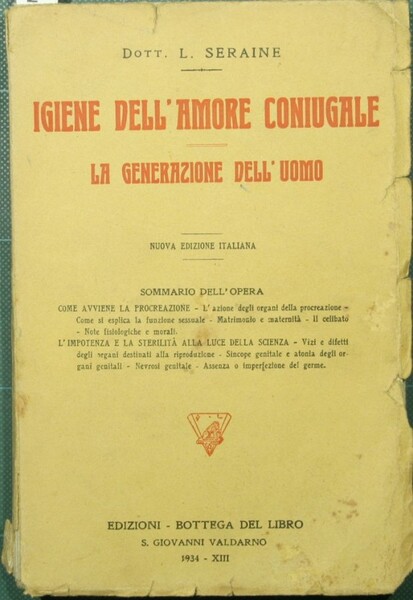 DOTT. L. SERAINE
IGIENE DELL'AMORE CONIUGALE
LA GENERAZIONE DELL'UOMO
NUOVA EDIZIONE ITALIANA
SOMMARIO DELL'OPERA
COME AVVIENE LA PROCREAZIONE - L'azione degli organi della procreazione -
Come si esplica la funzione sessuale - Matrimonio e maternità - Il celibato
- Note fisiologiche e morali.
L'IMPOTENZA E LA STERILITÀ ALLA LUCE DELLA SCIENZA - Vizi e difetti
degli organi destinati alla riproduzione - Sincope genitale e atonia degli or-
gani genitali - Nevrosi genitale - Assenza o imperfezione del germe.
EDIZIONI - BOTTEGA DEL LIBRO
S. GIOVANNI VALDARNO
1934 - XIII